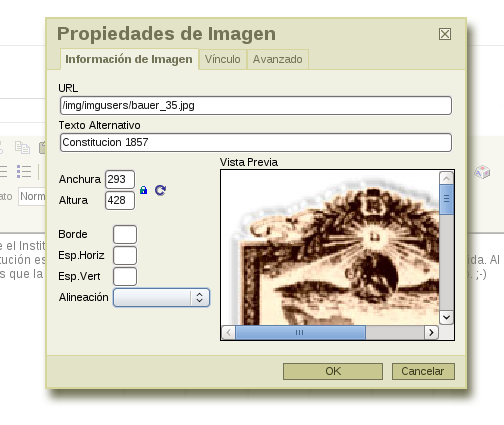 Propiedades de Imagen
Información de Imagen Vínculo Avanzado
URL
/img/imgusers/bauer_35.jpg
Texto Alternativo
Constitucion 1857
Vista Previa
Anchura 293
Altura 428
Borde
Esp.Horiz
Esp.Vert
Alineación
ato Norm
e el Instit
tución es da. Al
s que la . ;-)
OK Cancelar